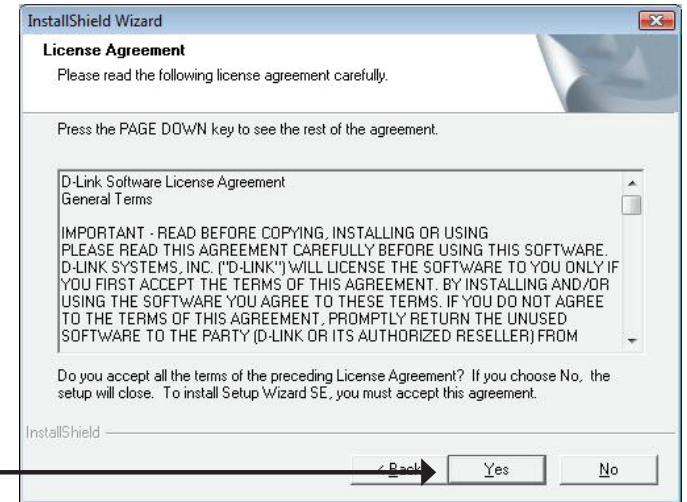 InstallShield Wizard
License Agreement
Please read the following license agreement carefully.
Press the PAGE DOWN key to see the rest of the agreement.
D-Link Software License Agreement
General Terms
IMPORTANT - READ BEFORE COPYING, INSTALLING OR USING
PLEASE READ THIS AGREEMENT CAREFULLY BEFORE USING THIS SOFTWARE.
D-LINK SYSTEMS, INC. ("D-LINK") WILL LICENSE THE SOFTWARE TO YOU ONLY IF
YOU FIRST ACCEPT THE TERMS OF THIS AGREEMENT. BY INSTALLING AND/OR
USING THE SOFTWARE YOU AGREE TO THESE TERMS. IF YOU DO NOT AGREE
TO THE TERMS OF THIS AGREEMENT, PROMPTLY RETURN THE UNUSED
SOFTWARE TO THE PARTY (D-LINK OR ITS AUTHORIZED RESELLER) FROM
Do you accept all the terms of the preceding License Agreement? If you choose No, the
setup will close. To install Setup Wizard SE, you must accept this agreement.
InstallShield
< Back Yes No